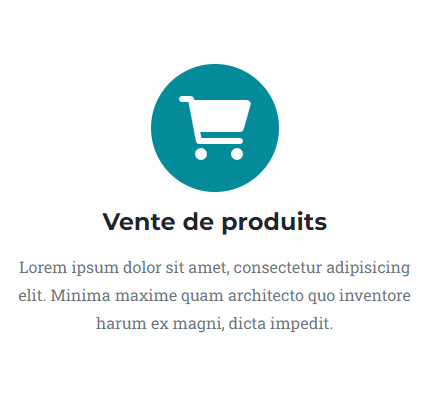 Vente de produits
Lorem ipsum dolor sit amet, consectetur adipisicing
elit. Minima maxime quam architecto quo inventore
harum ex magni, dicta impedit.